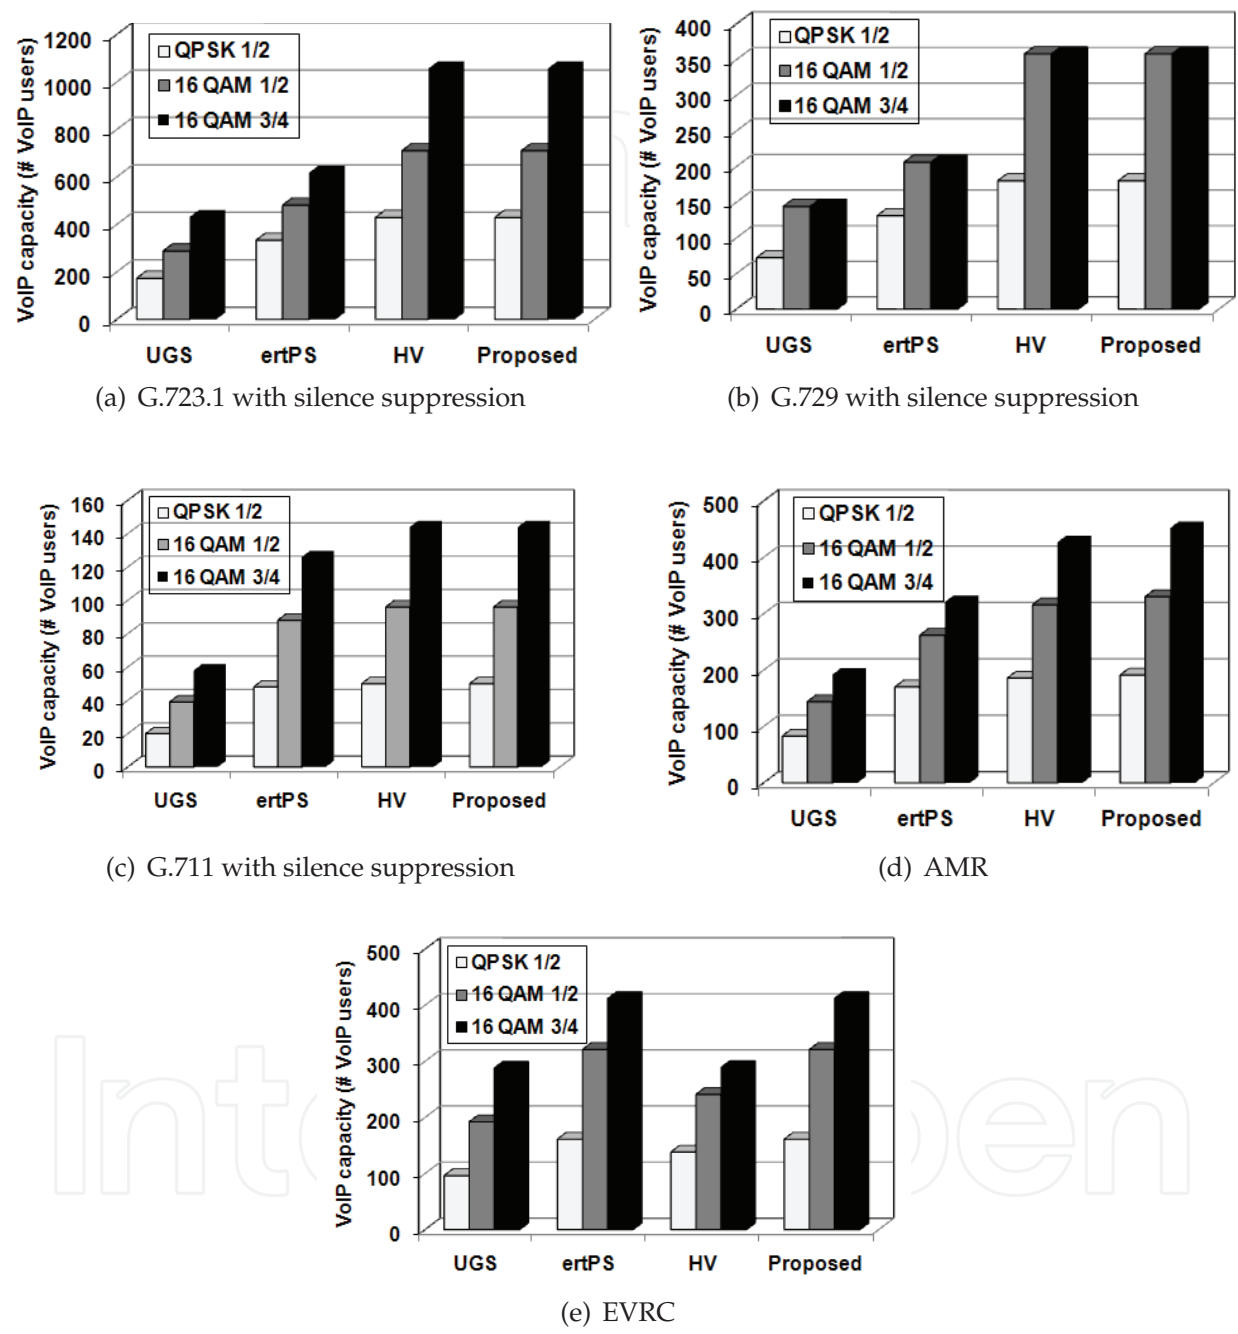 VoIP capacity (# VoIP users)
1200
1000
800
600
400
200
0
QPSK 1/2
16 QAM 1/2
16 QAM 3/4
UGS ertPS HV Proposed
(a) G.723.1 with silence suppression
VoIP capacity (# VoIP users)
400
350
300
250
200
150
100
50
0
QPSK 1/2
16 QAM 1/2
16 QAM 3/4
UGS ertPS HV Proposed
(b) G.729 with silence suppression
VoIP capacity (# VoIP users)
160
140
120
100
80
60
40
20
0
QPSK 1/2
16 QAM 1/2
16 QAM 3/4
UGS ertPS HV Proposed
(c) G.711 with silence suppression
VoIP capacity (# VoIP users)
500
400
300
200
100
0
QPSK 1/2
16 QAM 1/2
16 QAM 3/4
UGS ertPS HV Proposed
(d) AMR
VoIP capacity (# VoIP users)
500
400
300
200
100
0
QPSK 1/2
16 QAM 1/2
16 QAM 3/4
UGS ertPS HV Proposed
(e) EVRC